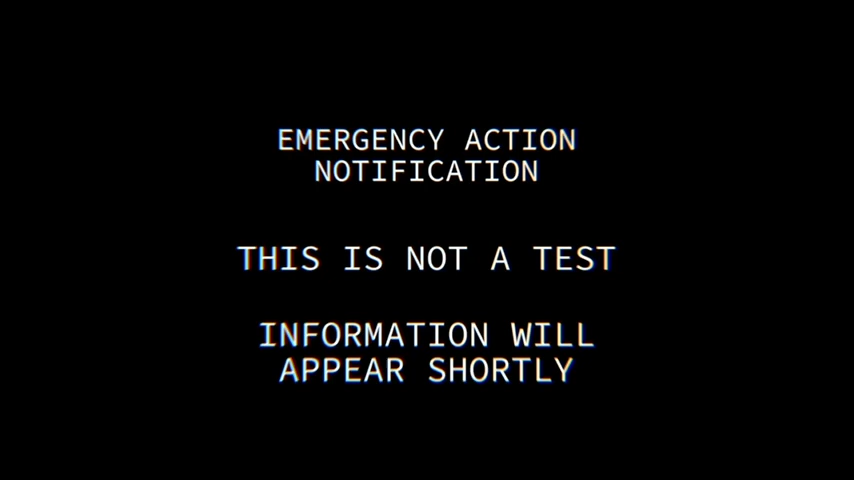 EMERGENCY ACTION
NOTIFICATION
THIS IS NOT A TEST
INFORMATION WILL
APPEAR SHORTLY